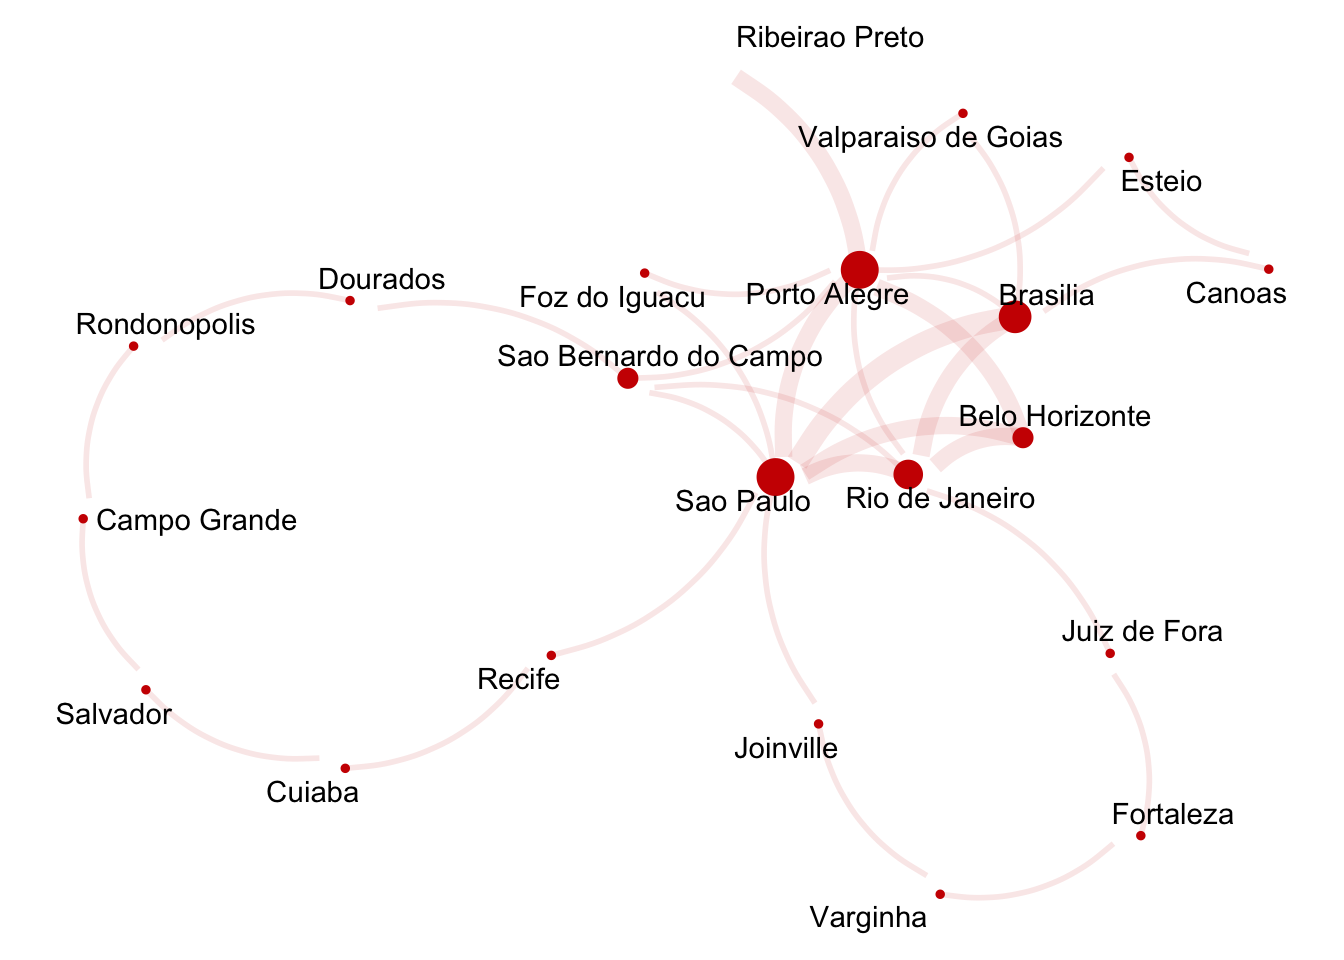 Ribeirao Preto
Valparaiso de Goias
Esteio
Dourados
Foz do Iguacu
Porto Alegre
Brasilia
Canoas
Rondonopolis
Sao Bernardo do Campo
Belo Horizonte
Sao Paulo
Rio de Janeiro
Campo Grande
Juiz de Fora
Recife
Salvador
Joinville
Cuiaba
Fortaleza
Varginha